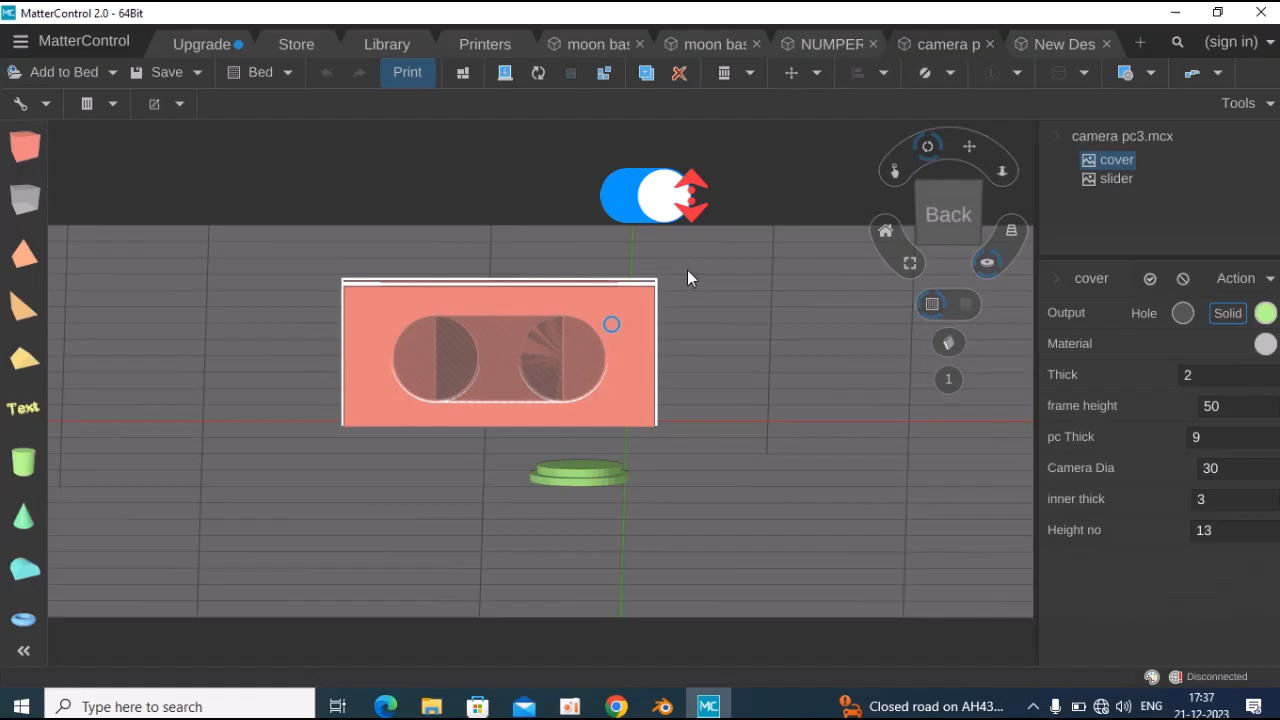 MatterControl 2.0 - 64Bit
MatterControl Upgrade Store Library Printers moon bas moon bas NUMPER camera p New Des (sign in)
Add to Bed Save Bed Print
Tools
camera pc3.mcx
cover
slider
Back
cover Action
Output Hole Solid
Material
Thick 2
frame height 50
Text
pc Thick 9
1
Camera Dia 30
inner thick 3
Height no 13
Disconnected
Type here to search
MC
Closed road on AH43... ENG 17:37
21-12-2023